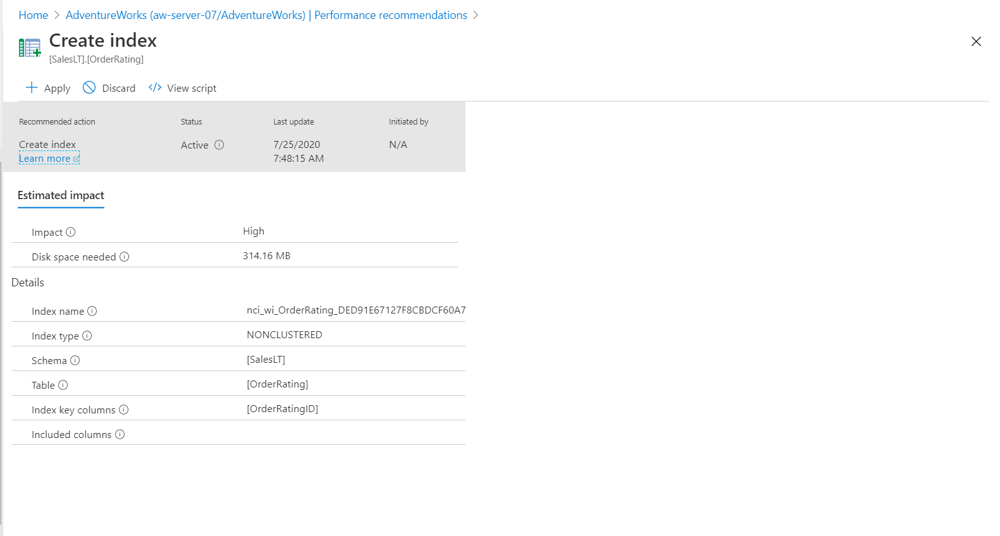 Home > AdventureWorks (aw-server-07/AdventureWorks) | Performance recommendations >
Create index
[SalesLT].[OrderRating]
Apply Discard </> View script
Recommended action Status Last update Initiated by
Create index Active 7/25/2020 N/A
Learn more 7:48:15 AM
Estimated impact
Impact High
Disk space needed 314.16 MB
Details
Index name nci_wi_OrderRating_DED91E67127F8CBDCF60A7
Index type NONCLUSTERED
Schema [SalesLT]
Table [OrderRating]
Index key columns [OrderRatingID]
Included columns